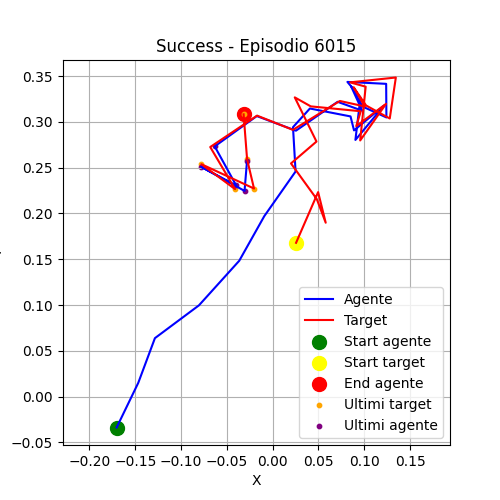 Success - Episodio 6015
0.35
0.30
0.25
0.20
0.15
0.10
0.05
0.00
−0.05
−0.20
−0.15
−0.10
−0.05
0.00
0.05
0.10
0.15
X
Agente
Target
Start agente
Start target
End agente
Ultimi target
Ultimi agente